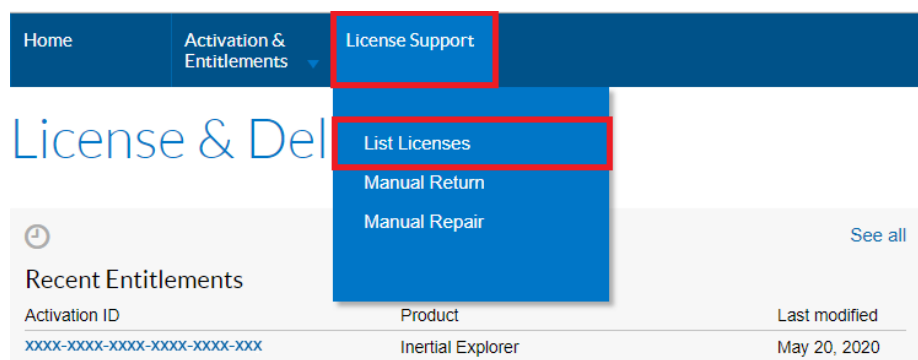 Home
Activation &
Entitlements
License Support
License & Del
List Licenses
Manual Return
Manual Repair
See all
Recent Entitlements
Activation ID
Product
Last modified
xxxx-xxxx-xxxx-xxxx-xxxx-xxx
Inertial Explorer
May 20, 2020